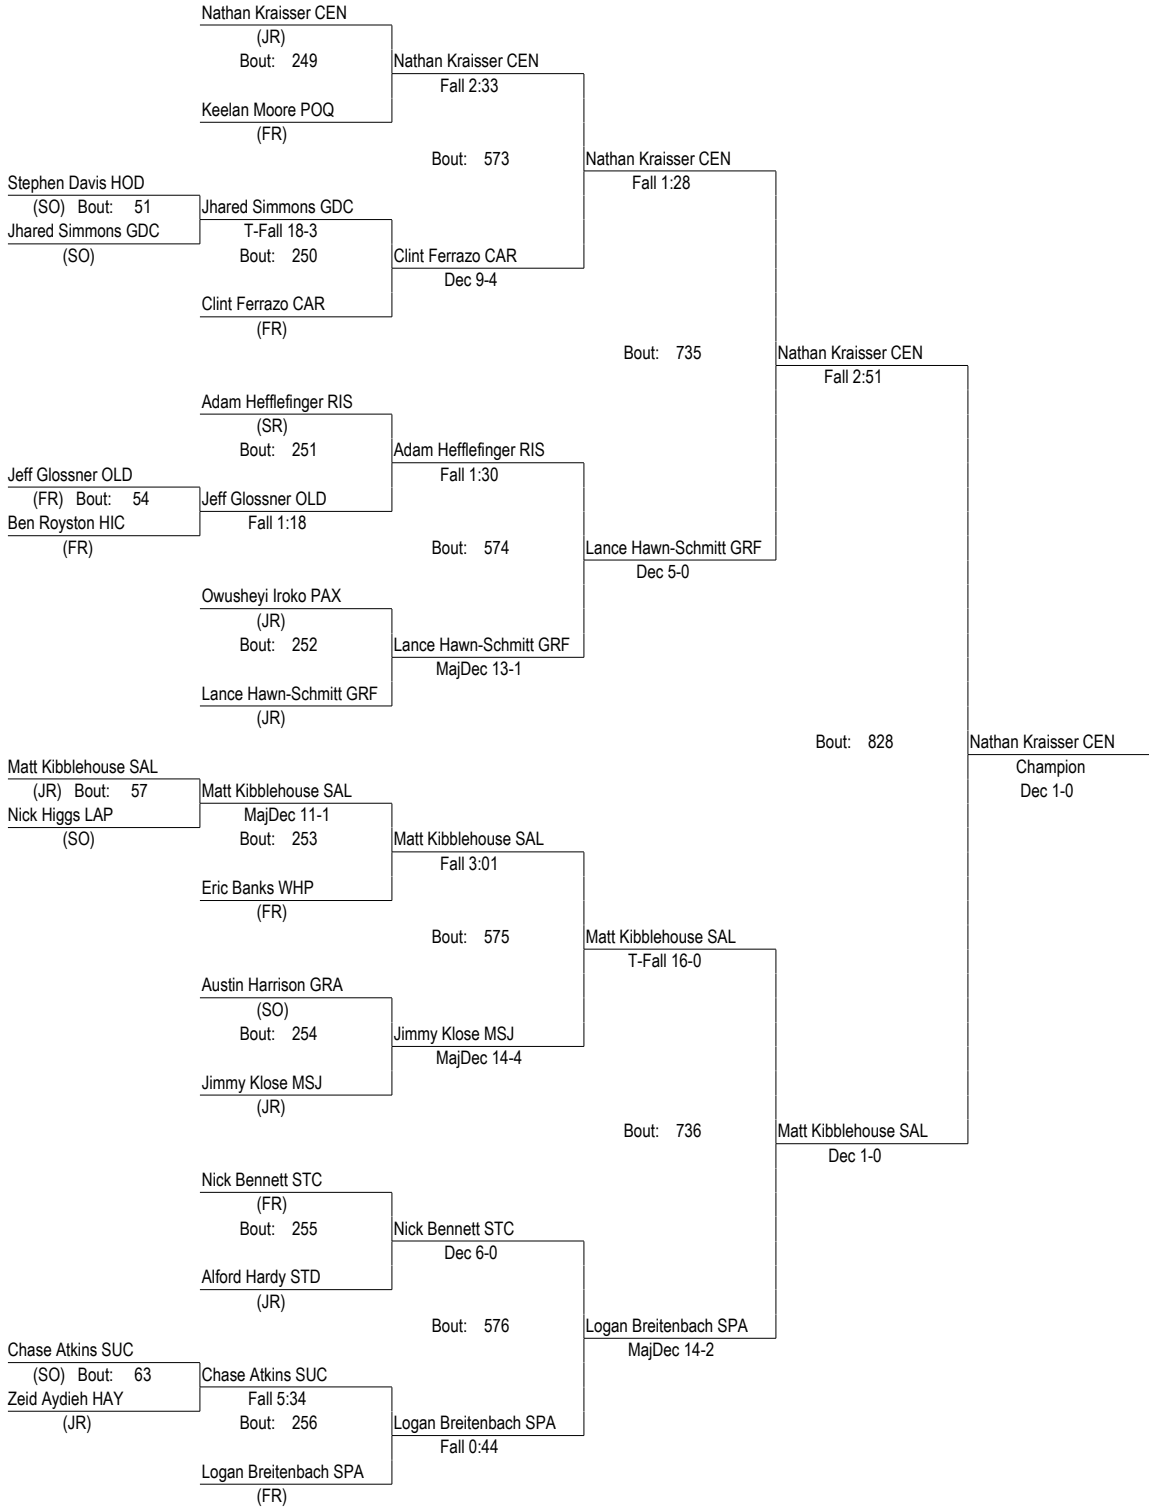 Nathan Kraisser CEN
(JR)
Bout: 249
Nathan Kraisser CEN
Fall 2:33
Keelan Moore POQ
(FR)
Bout: 573
Nathan Kraisser CEN
Fall 1:28
Stephen Davis HOD
(SO) Bout: 51
Jhared Simmons GDC
(SO)
Jhared Simmons GDC
T-Fall 18-3
Bout: 250
Clint Ferrazo CAR
Dec 9-4
Clint Ferrazo CAR
(FR)
Bout: 735
Nathan Kraisser CEN
Fall 2:51
Adam Hefflefinger RIS
(SR)
Bout: 251
Adam Hefflefinger RIS
Fall 1:30
Jeff Glossner OLD
(FR) Bout: 54
Ben Royston HIC
(FR)
Jeff Glossner OLD
Fall 1:18
Bout: 574
Lance Hawn-Schmitt GRF
Dec 5-0
Owusheyi Iroko PAX
(JR)
Bout: 252
Lance Hawn-Schmitt GRF
MajDec 13-1
Lance Hawn-Schmitt GRF
(JR)
Bout: 828
Nathan Kraisser CEN
Champion
Dec 1-0
Matt Kibblehouse SAL
(JR) Bout: 57
Nick Higgs LAP
(SO)
Matt Kibblehouse SAL
MajDec 11-1
Bout: 253
Matt Kibblehouse SAL
Fall 3:01
Eric Banks WHP
(FR)
Bout: 575
Matt Kibblehouse SAL
T-Fall 16-0
Austin Harrison GRA
(SO)
Bout: 254
Jimmy Klose MSJ
MajDec 14-4
Jimmy Klose MSJ
(JR)
Bout: 736
Matt Kibblehouse SAL
Dec 1-0
Nick Bennett STC
(FR)
Bout: 255
Nick Bennett STC
Dec 6-0
Alford Hardy STD
(JR)
Bout: 576
Logan Breitenbach SPA
MajDec 14-2
Chase Atkins SUC
(SO) Bout: 63
Zeid Aydieh HAY
(JR)
Chase Atkins SUC
Fall 5:34
Bout: 256
Logan Breitenbach SPA
Fall 0:44
Logan Breitenbach SPA
(FR)